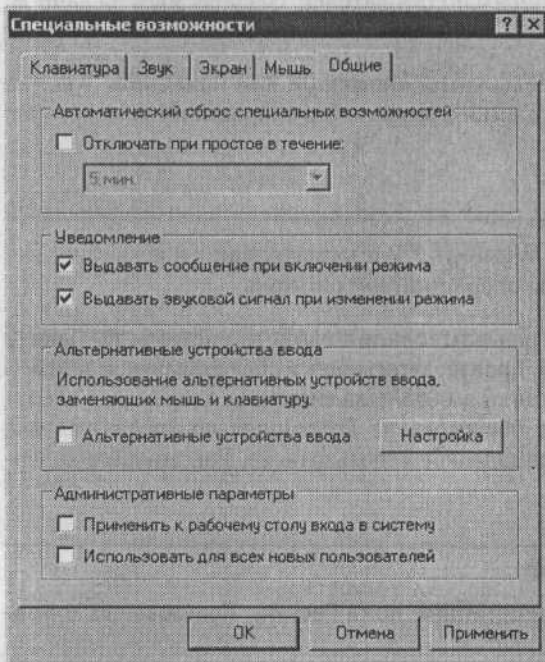 Специальные возможности
Клавиатура Звук Экран Мышь Общие
Автоматический сброс специальных возможностей
Отключать при простое в течение:
5 мин.
Уведомление
Выдавать сообщение при включении режима
Выдавать звуковой сигнал при изменении режима
Альтернативные устройства ввода
Использование альтернативных устройств ввода,
заменяющих мышь и клавиатуру.
Альтернативные устройства ввода Настройка
Административные параметры
Применить к рабочему столу входа в систему
Использовать для всех новых пользователей
OK Отмена Применить